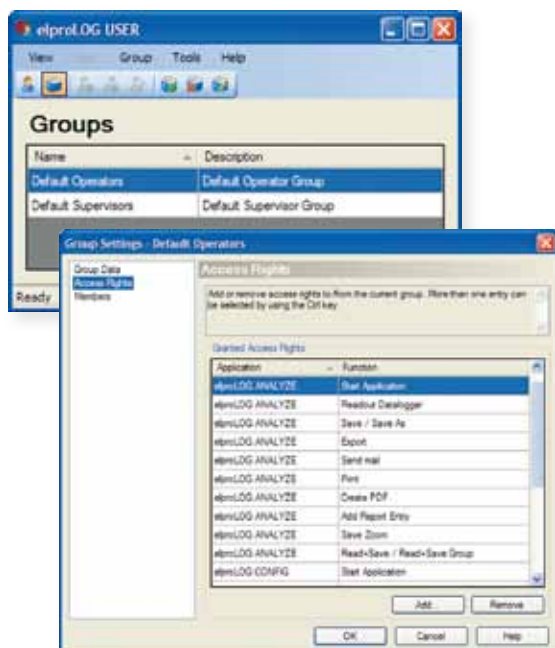 elproLOG USER
View Group Tools Help
Groups
Name Description
Default Operators Default Operator Group
Default Supervisors Default Supervisor Group
Ready
Group Settings - Default Operators
Group Data
Access Rights
Members
Access Rights
Add or remove access rights to from the current group. More than one entry can
be selected by using the Ctrl key
Granted Access Rights
Application Function
elproLOG ANALYZE Start Application
elproLOG ANALYZE Readout Datalogger
elproLOG ANALYZE Save / Save As
elproLOG ANALYZE Export
elproLOG ANALYZE Send mail
elproLOG ANALYZE Print
elproLOG ANALYZE Create PDF
elproLOG ANALYZE Add Report Entry
elproLOG ANALYZE Save Zoom
elproLOG ANALYZE Read+Save / Read+Save Group
elproLOG CONFIG Start Application
Add... Remove
OK Cancel Help